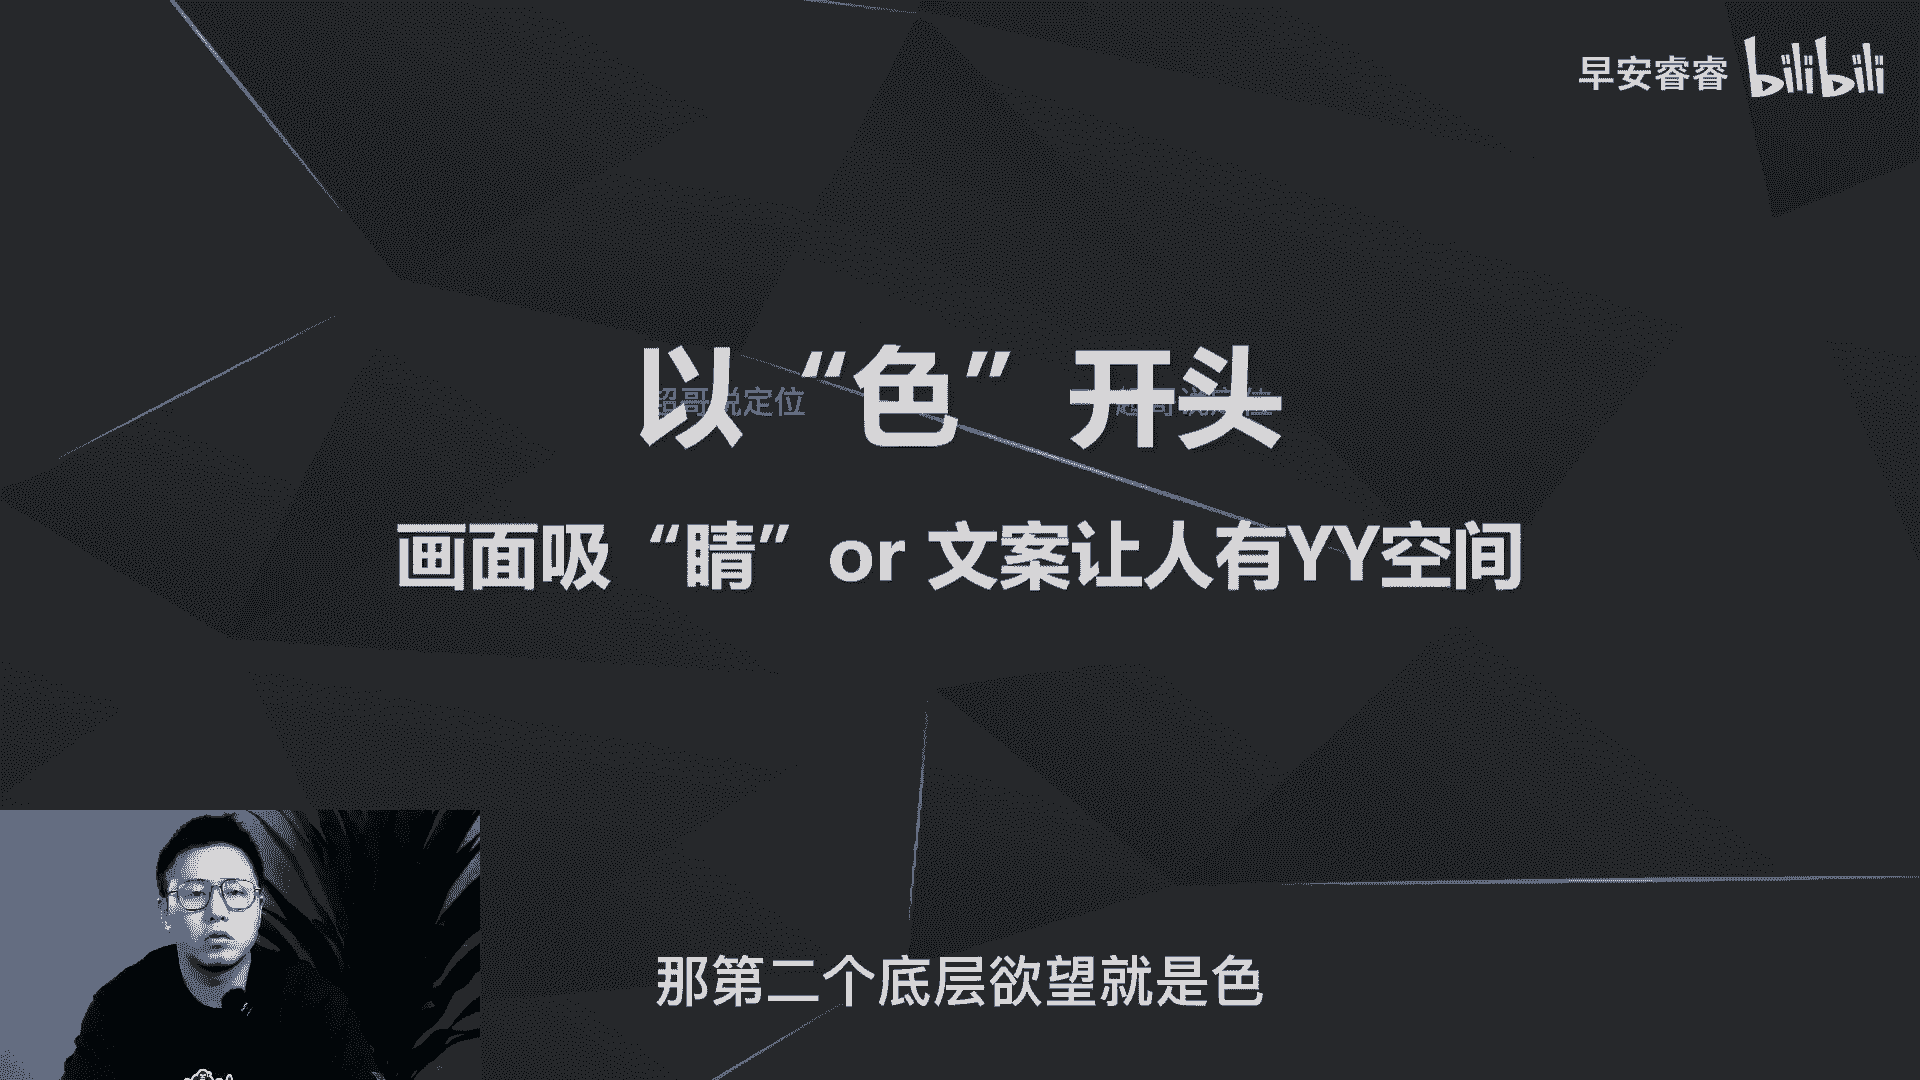 早安睿睿 bilibili
以“色”开头
超哥说定位 超哥说定位
画面吸“睛”or 文案让人有YY空间
那第二个底层欲望就是色